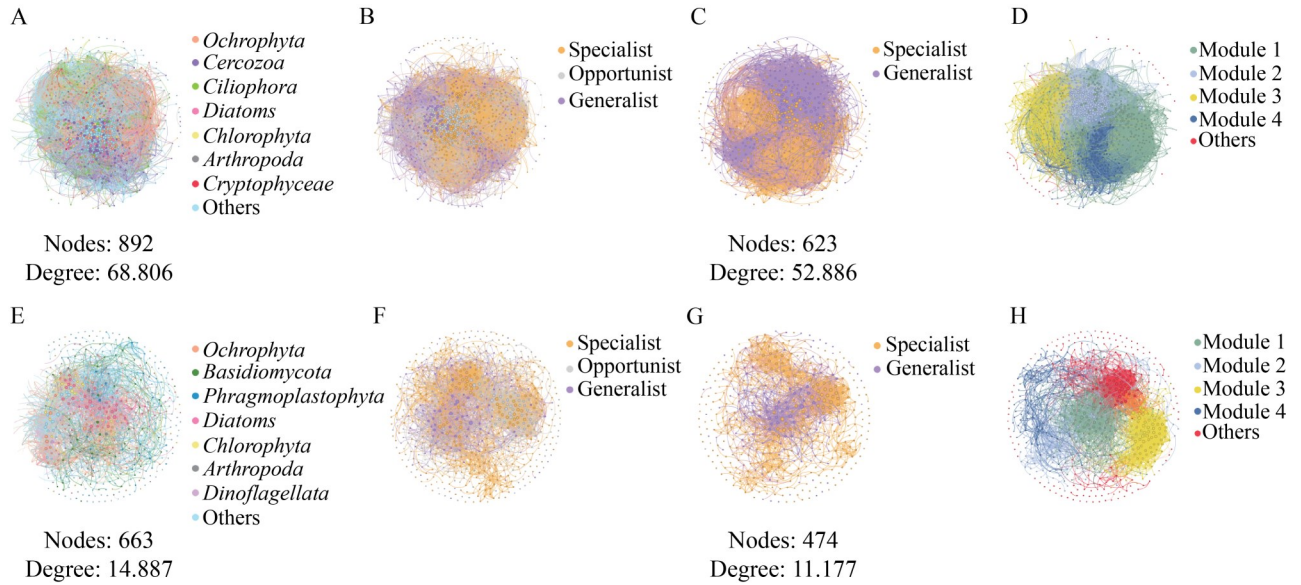 A
Ochrophyta
Cercozoa
Ciliophora
Diatoms
Chlorophyta
Arthropoda
Cryptophyceae
Others
Nodes: 892
Degree: 68.806
B
Specialist
Opportunist
Generalist
C
Specialist
Generalist
Nodes: 623
Degree: 52.886
D
Module 1
Module 2
Module 3
Module 4
Others
E
Ochrophyta
Basidiomycota
Phragmoplastophyta
Diatoms
Chlorophyta
Arthropoda
Dinoflagellata
Others
Nodes: 663
Degree: 14.887
F
Specialist
Opportunist
Generalist
G
Specialist
Generalist
Nodes: 474
Degree: 11.177
H
Module 1
Module 2
Module 3
Module 4
Others